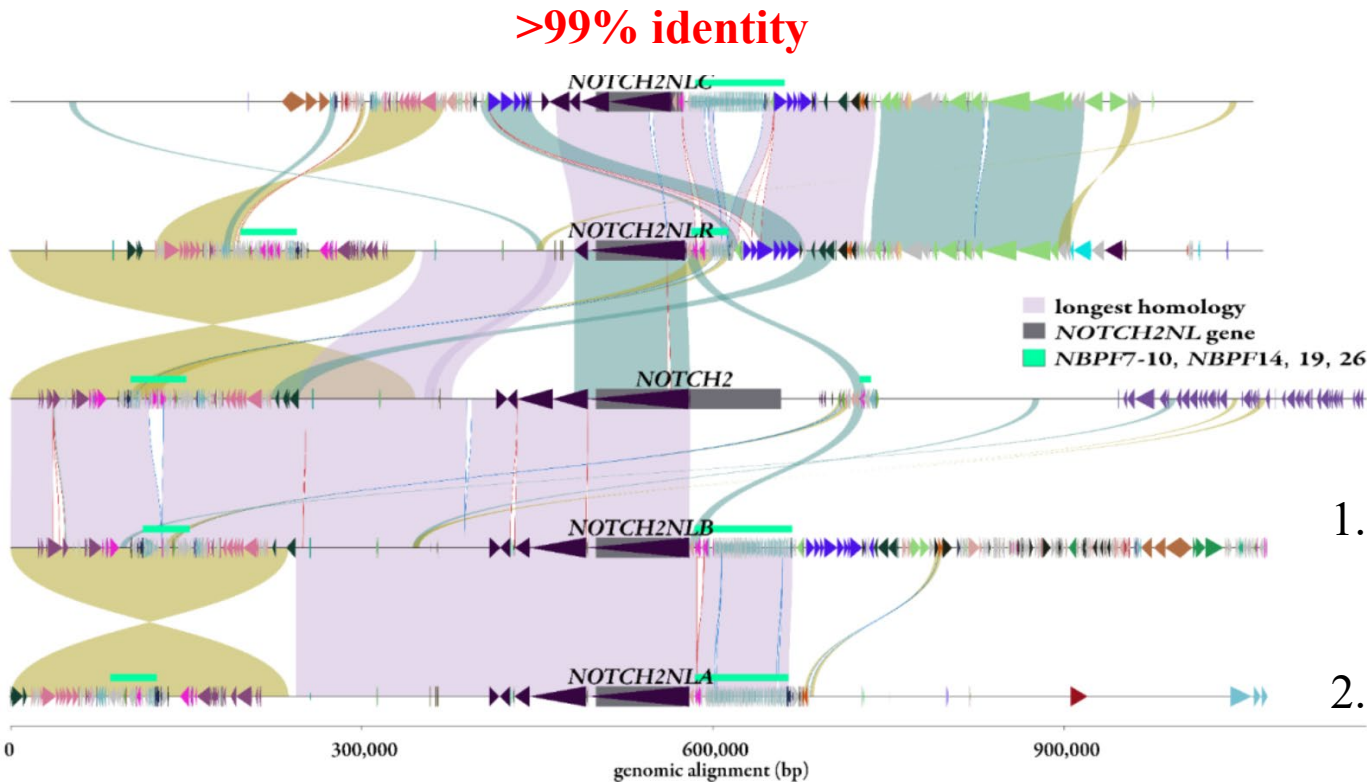 >99% identity
NOTCH2NLC
NOTCH2NLR
longest homology
NOTCH2NL gene
NBPF7-10, NBPF14, 19, 26
NOTCH2
1.
NOTCH2NLB
NOTCH2NLA
2.
0 300,000 600,000 900,000
genomic alignment (bp)